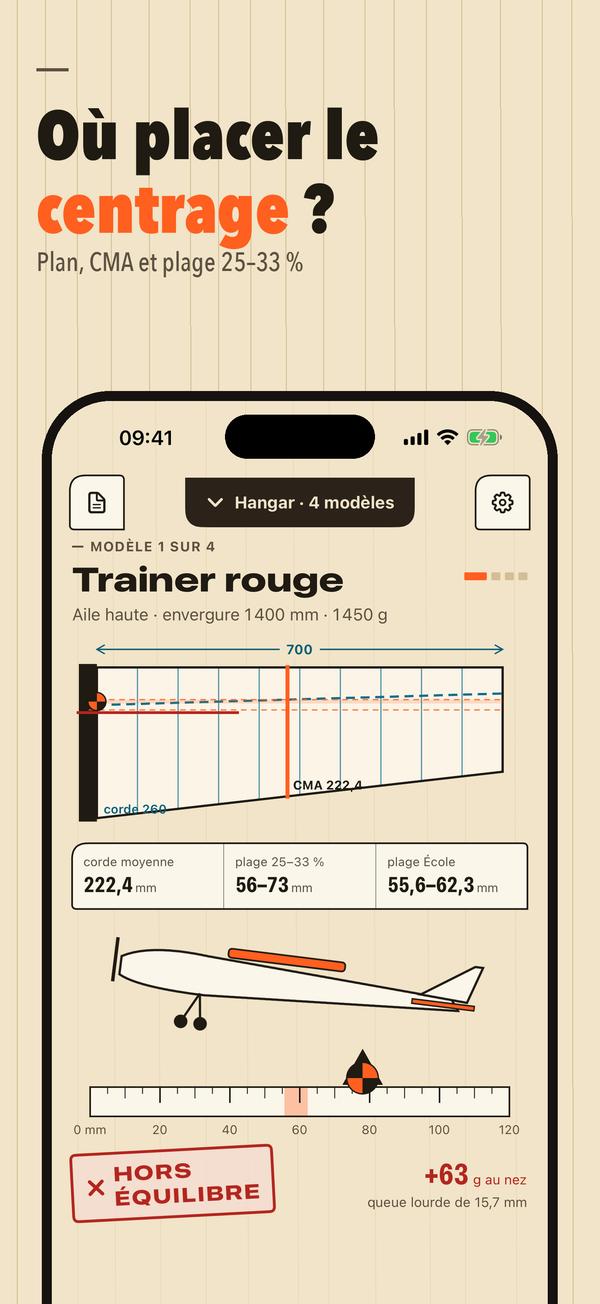 Où placer le
centrage ?
Plan, CMA et plage 25–33 %
09:41
Hangar · 4 modèles
— MODÈLE 1 SUR 4
Trainer rouge
Aile haute · envergure 1400 mm · 1450 g
700
CMA 222,4
corde 260
corde moyenne
222,4 mm
plage 25–33 %
56–73 mm
plage École
55,6–62,3 mm
0 mm 20 40 60 80 100 120
× HORS
ÉQUILIBRE
+63 g au nez
queue lourde de 15,7 mm